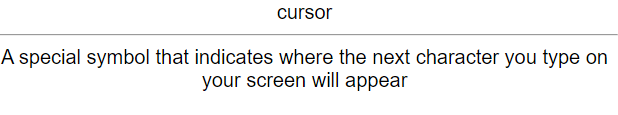 cursor
A special symbol that indicates where the next character you type on
your screen will appear